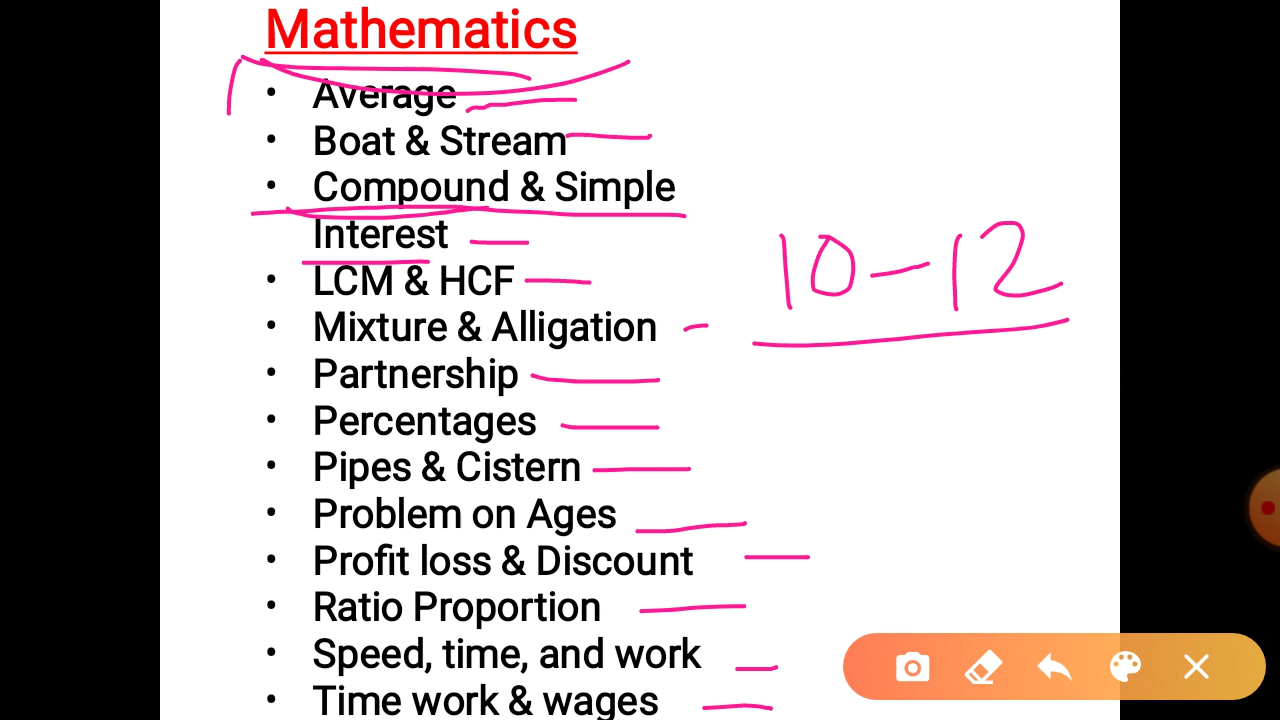 Mathematics
• Average
• Boat & Stream
• Compound & Simple
Interest
• LCM & HCF
• Mixture & Alligation
• Partnership
• Percentages
• Pipes & Cistern
• Problem on Ages
• Profit loss & Discount
• Ratio Proportion
• Speed, time, and work
• Time work & wages
10-12